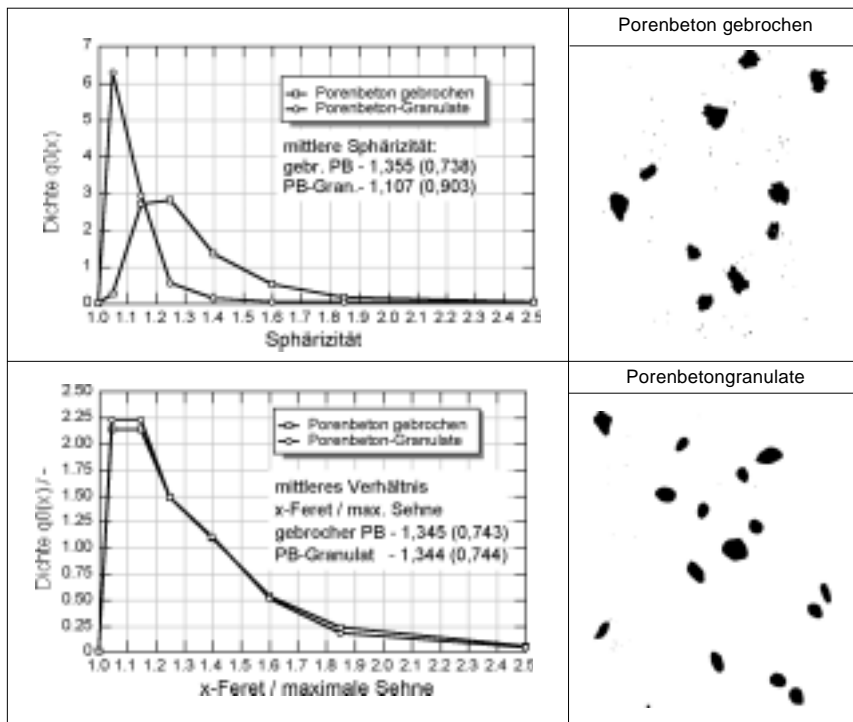 Porenbeton gebrochen
7
6
5
4
3
2
1
0
Dichte q0(x)
Porenbeton gebrochen
Porenbeton-Granulate
mittlere Sphärizität:
gebr. PB - 1,355 (0,738)
PB-Gran.- 1,107 (0,903)
1.0 1.1 1.2 1.3 1.4 1.5 1.6 1.7 1.8 1.9 2.0 2.1 2.2 2.3 2.4 2.5
Sphärizität
Porenbetongranulate
2.50
2.25
2.00
1.75
1.50
1.25
1.00
0.75
0.50
0.25
0
Dichte q0(x) / -
Porenbeton gebrochen
Porenbeton-Granulate
mittleres Verhältnis
x-Feret / max. Sehne
gebrocher PB - 1,345 (0,743)
PB-Granulat - 1,344 (0,744)
1.0 1.1 1.2 1.3 1.4 1.5 1.6 1.7 1.8 1.9 2.0 2.1 2.2 2.3 2.4 2.5
x-Feret / maximale Sehne